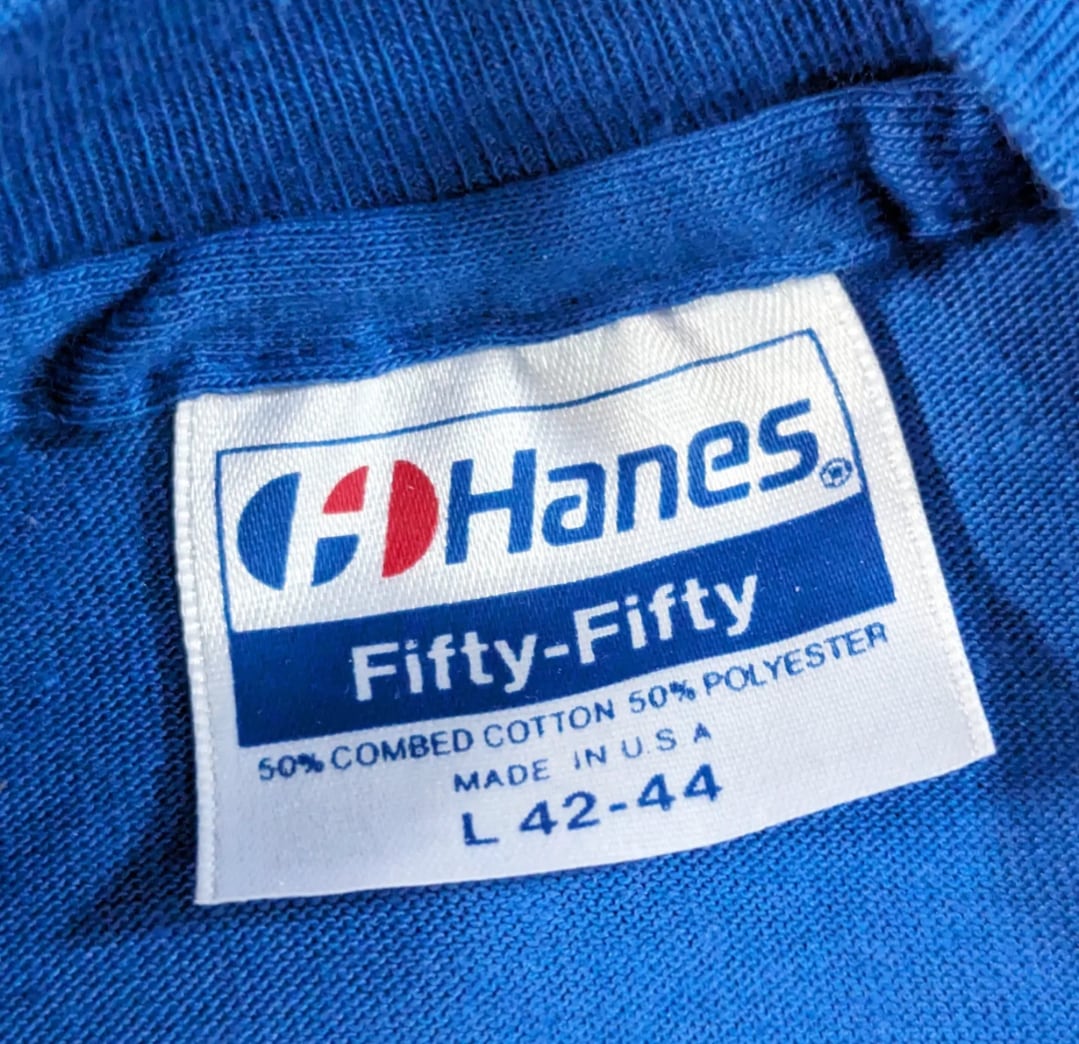 Hanes®
Fifty-Fifty
50% COMBED COTTON 50% POLYESTER
MADE IN U.S A
L 42-44